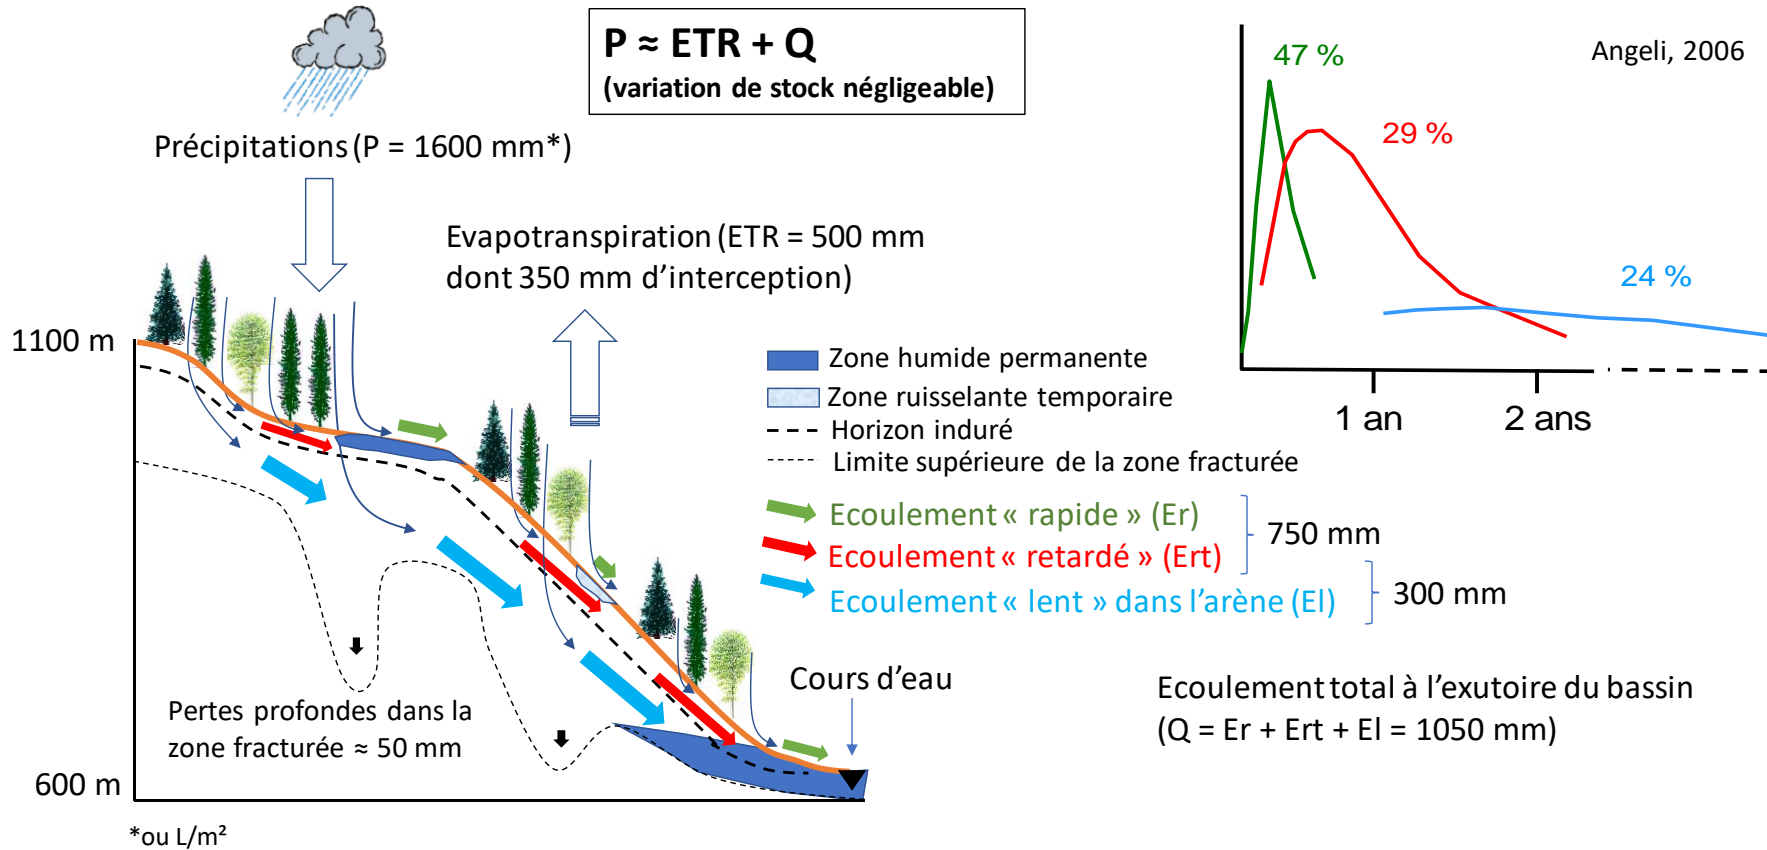 P ≈ ETR + Q
(variation de stock négligeable)
Précipitations (P = 1600 mm*)
Evapotranspiration (ETR = 500 mm
dont 350 mm d’interception)
47 %
Angeli, 2006
29 %
24 %
1 an
2 ans
1100 m
600 m
Zone humide permanente
Zone ruisselante temporaire
Horizon induré
Limite supérieure de la zone fracturée
Ecoulement « rapide » (Er)
Ecoulement « retardé » (Ert)
Ecoulement « lent » dans l’arène (El)
750 mm
300 mm
Cours d’eau
Pertes profondes dans la
zone fracturée ≈ 50 mm
Ecoulement total à l’exutoire du bassin
(Q = Er + Ert + El = 1050 mm)
*ou L/m²